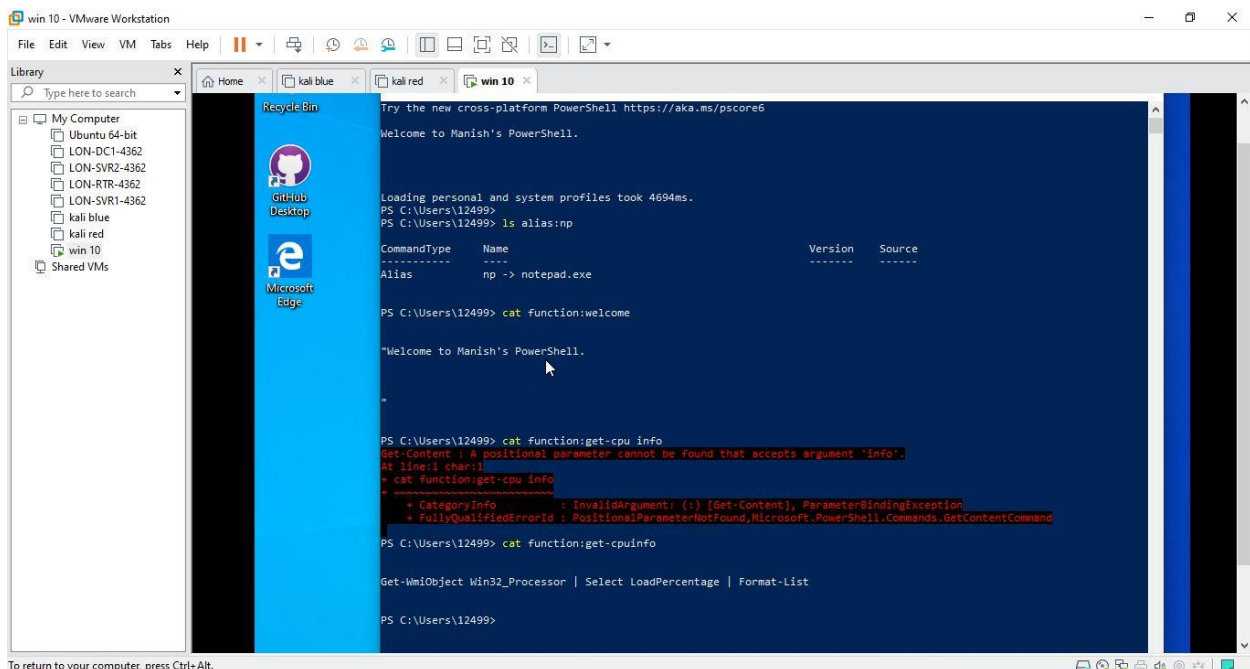 win 10 - VMware Workstation
File Edit View VM Tabs Help
Library
Type here to search
My Computer
Ubuntu 64-bit
LON-DC1-4362
LON-SVR2-4362
LON-RTR-4362
LON-SVR1-4362
kali blue
kali red
win 10
Shared VMs
Home
kali blue
kali red
win 10
Recycle Bin
GitHub
Desktop
Microsoft
Edge
Try the new cross-platform PowerShell https://aka.ms/pscore6
Welcome to Manish's PowerShell.
Loading personal and system profiles took 4694ms.
PS C:\Users\12499>
PS C:\Users\12499> ls alias:np
CommandType Name Version Source
----------- ---- ------- ------
Alias np -> notepad.exe
PS C:\Users\12499> cat function:welcome
"Welcome to Manish's PowerShell.
"
PS C:\Users\12499> cat function:get-cpu info
Get-Content : A positional parameter cannot be found that accepts argument 'info'.
At line:1 char:1
+ cat function:get-cpu info
+ ~~~~~~~~~~~~~~~~~~~~~~~~~
+ CategoryInfo : InvalidArgument: (:) [Get-Content], ParameterBindingException
+ FullyQualifiedErrorId : PositionalParameterNotFound,Microsoft.PowerShell.Commands.GetContentCommand
PS C:\Users\12499> cat function:get-cpuinfo
Get-WmiObject Win32_Processor | Select LoadPercentage | Format-List
PS C:\Users\12499>
To return to your computer, press Ctrl+Alt.